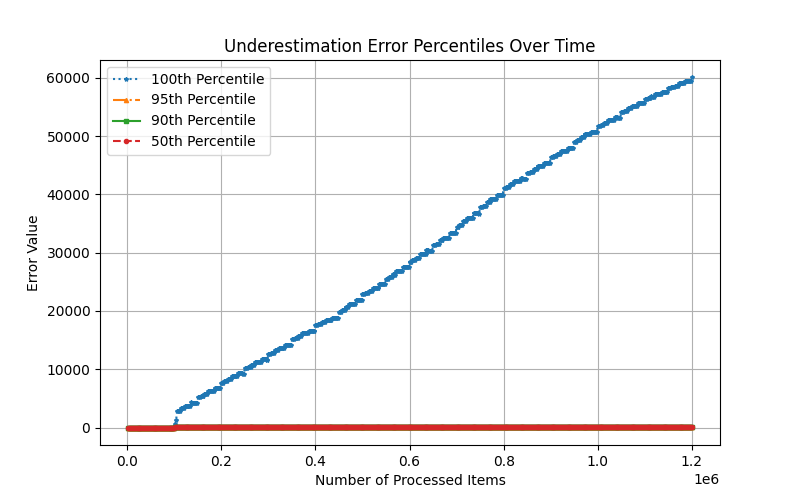 Underestimation Error Percentiles Over Time
100th Percentile
95th Percentile
90th Percentile
50th Percentile
60000
50000
40000
30000
20000
10000
0
Error Value
0.0 0.2 0.4 0.6 0.8 1.0 1.2
1e6
Number of Processed Items